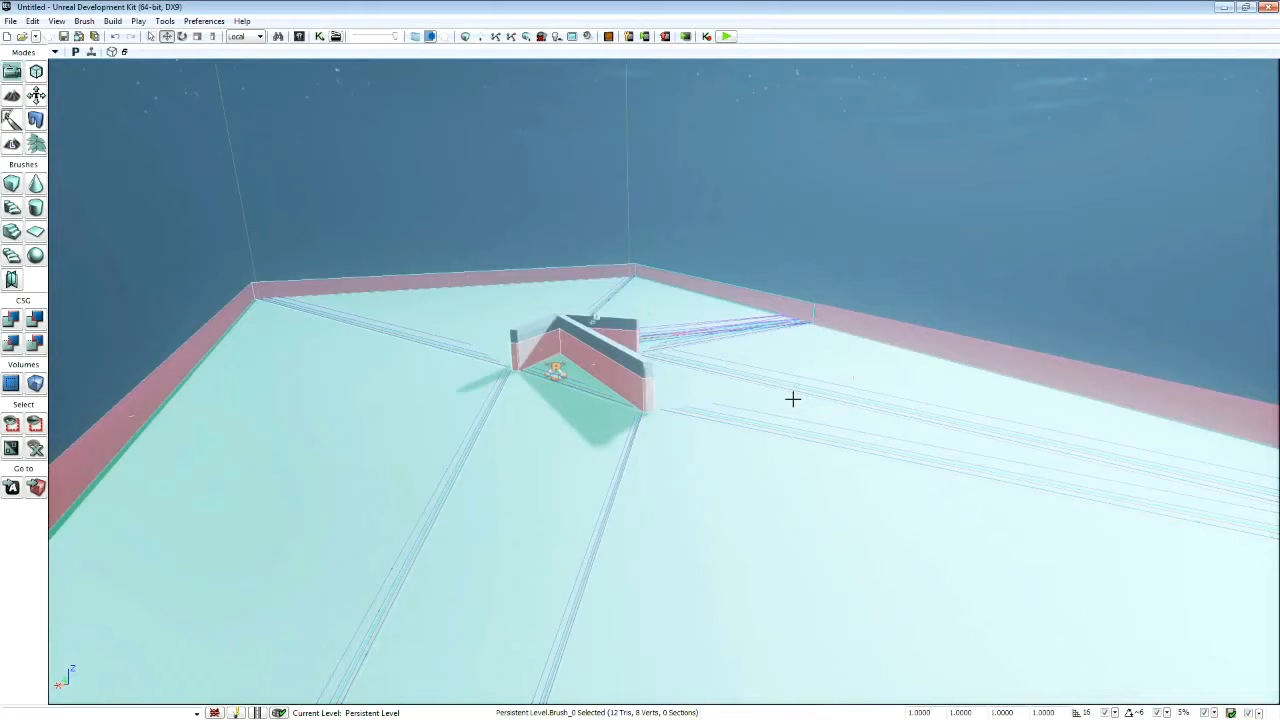 Untitled - Unreal Development Kit (64-bit, DX9)
File Edit View Brush Build Play Tools Preferences Help
Local
Modes
P
Brushes
CSG
Volumes
Select
Go to
Z
X
Current Level: Persistent Level
Persistent Level.Brush_0 Selected (12 Tris, 8 Verts, 0 Sections)
1.0000 1.0000 1.0000 1.0000 16 ~6 5%